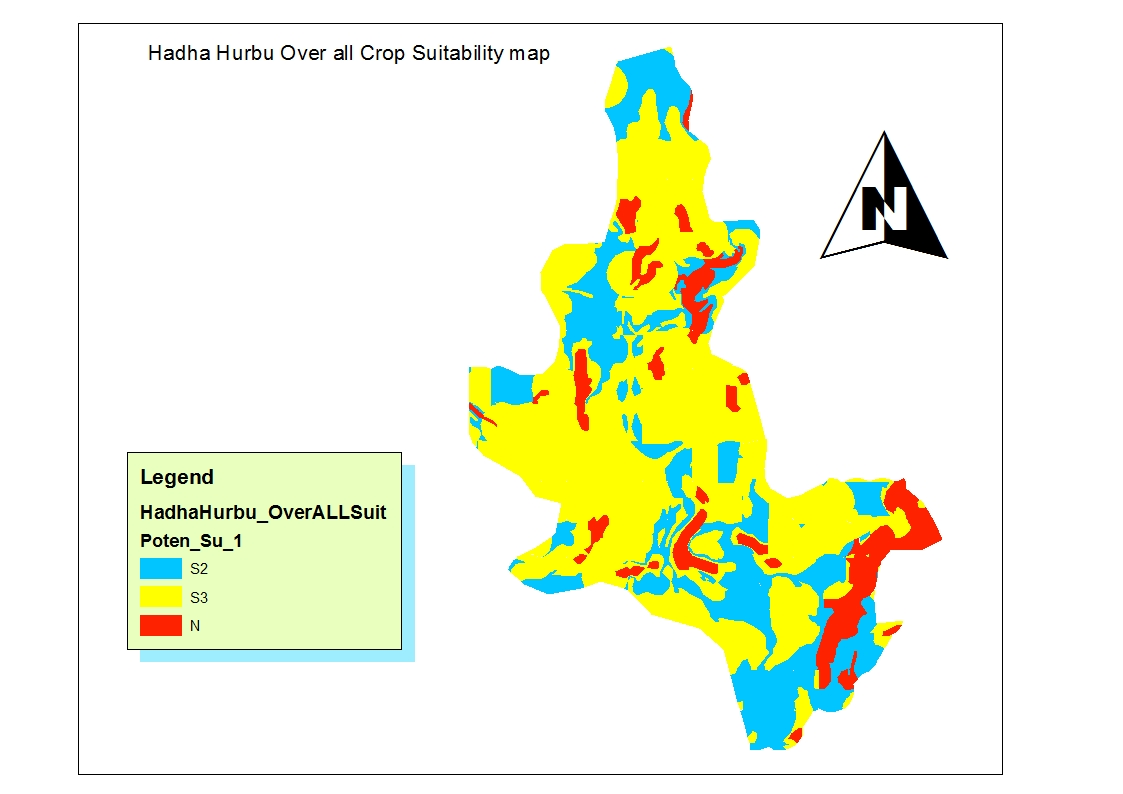 Hadha Hurbu Over all Crop Suitability map
N
Legend
HadhaHurbu_OverALLSuit
Poten_Su_1
S2
S3
N